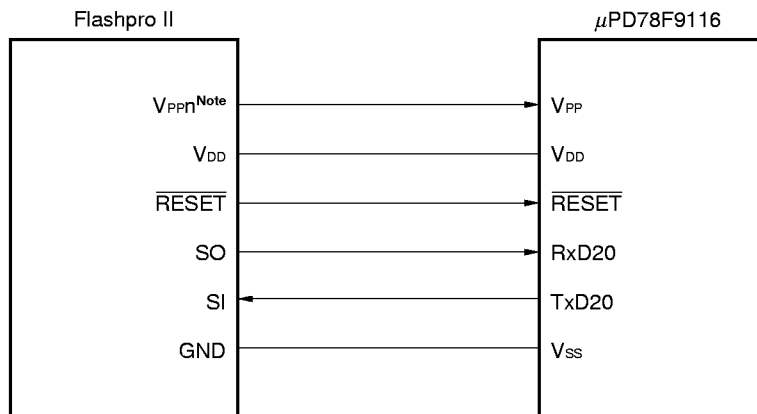 Flashpro II
μPD78F9116
VPPnNote
VPP
VDD
VDD
RESET
RESET
SO
RxD20
SI
TxD20
GND
VSS